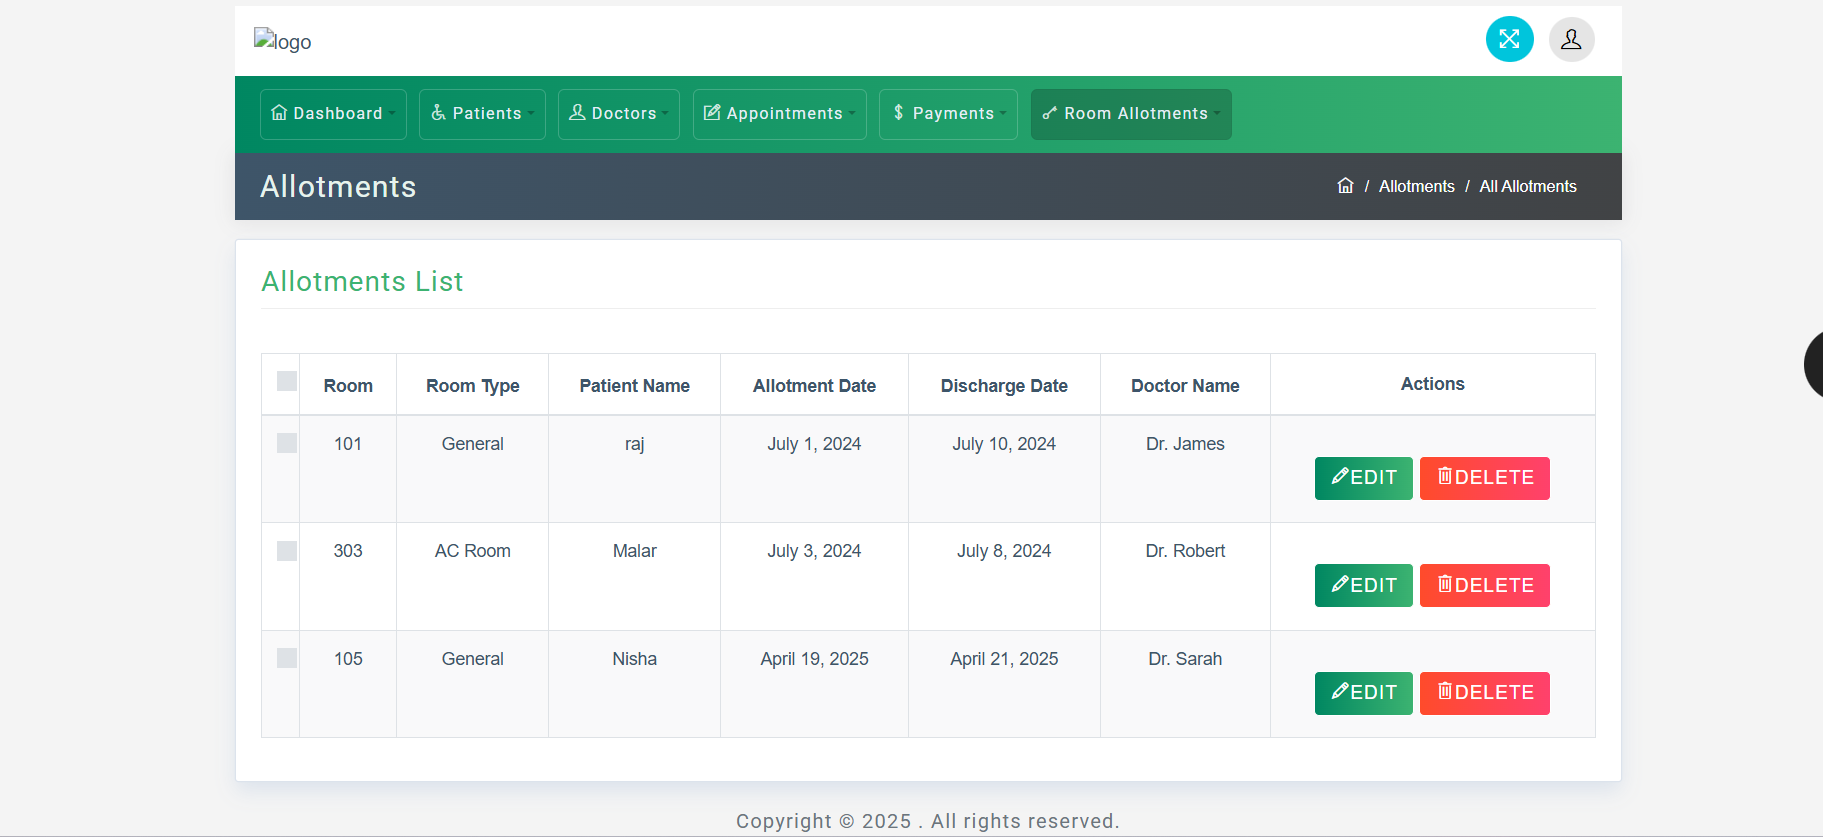 logo
Dashboard Patients Doctors Appointments Payments Room Allotments
Allotments / Allotments / All Allotments
Allotments List
Room Room Type Patient Name Allotment Date Discharge Date Doctor Name Actions
101 General raj July 1, 2024 July 10, 2024 Dr. James
EDIT DELETE
303 AC Room Malar July 3, 2024 July 8, 2024 Dr. Robert
EDIT DELETE
105 General Nisha April 19, 2025 April 21, 2025 Dr. Sarah
EDIT DELETE
Copyright © 2025 . All rights reserved.